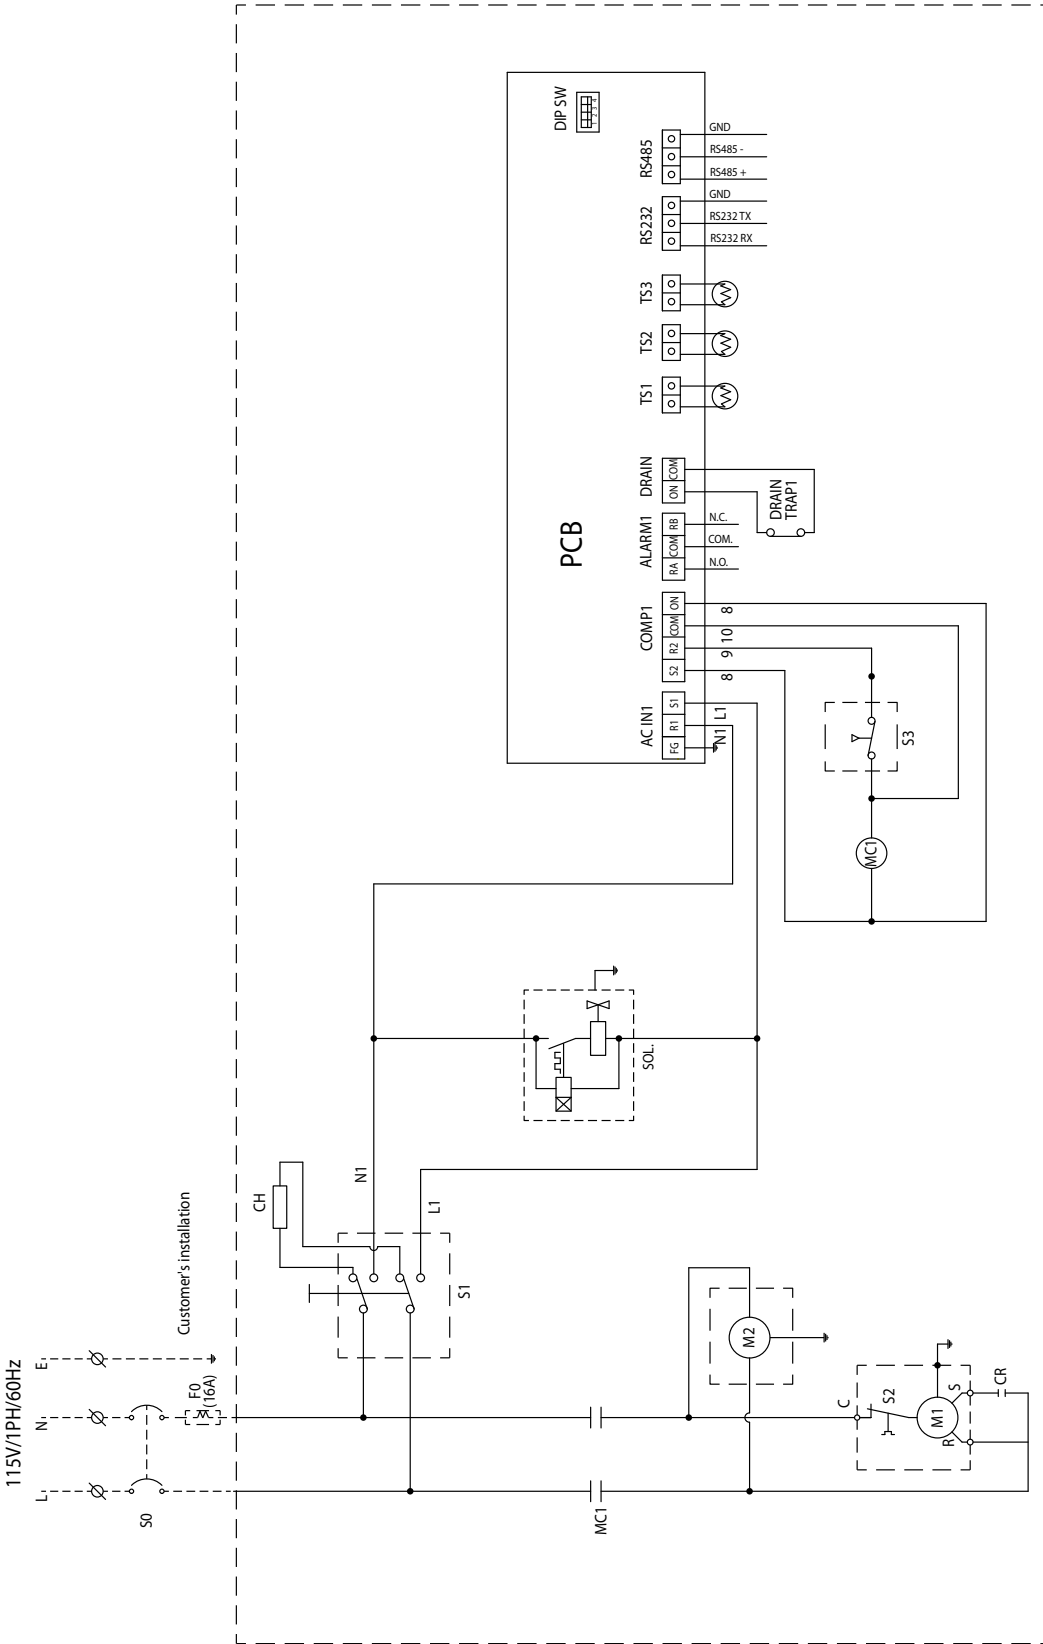 115V/1PH/60Hz
L
N
E
S0
F0
(16A)
Customer's installation
CH
N1
L1
S1
MC1
M2
C
S2
M1
R
S
CR
SOL.
PCB
DIP SW
1 2 3 4
AC IN1
FG
R1
S1
N1
L1
COMP1
S2
R2
COM
ON
8
9
10
8
ALARM1
RA
COM
RB
N.O.
COM.
N.C.
DRAIN
ON
COM
DRAIN
TRAP1
TS1
TS2
TS3
RS232
RS232 RX
RS232 TX
GND
RS485
RS485 +
RS485 -
GND
S3
MC1